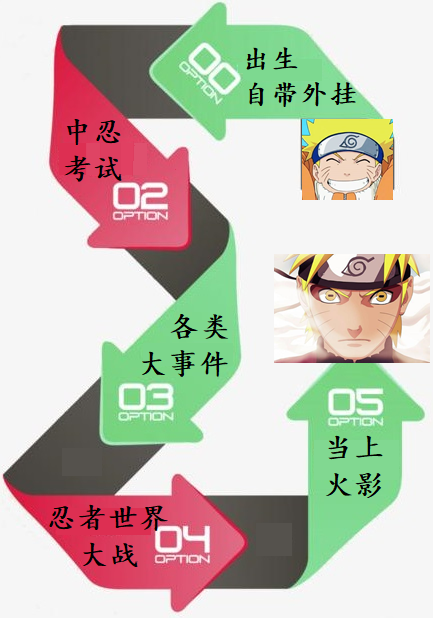 00
OPTION
出生
自带外挂
中忍
考试
02
OPTION
各类
大事件
03
OPTION
忍者世界
大战
04
OPTION
05
OPTION
当上
火影